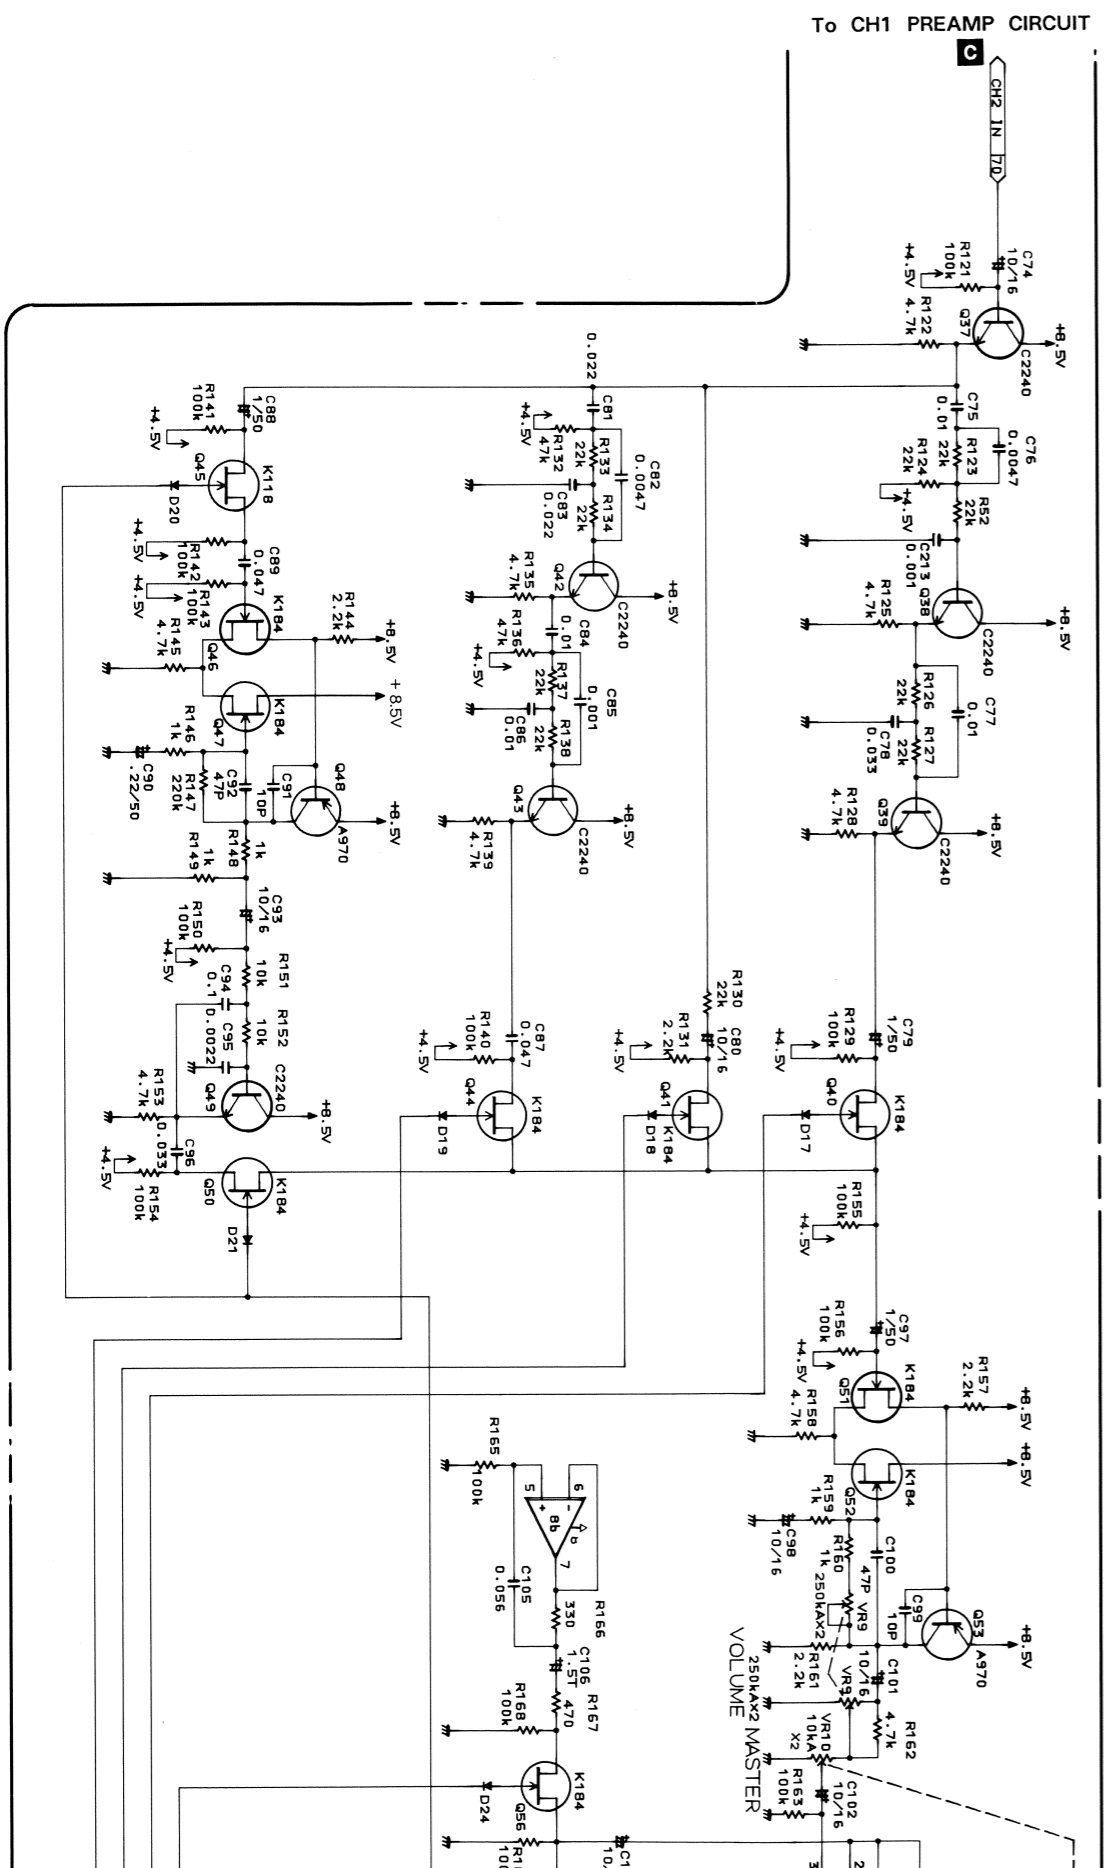 To CH1 PREAMP CIRCUIT
C
CH2 IN 7D
C74
10/16
R121
100k
+4.5V
Q37
R122
4.7k
C2240
+8.5V
C75
0.01
C76
0.0047
R123
22k
R124
22k
+4.5V
R52
22k
C213
0.001
Q38
C2240
+8.5V
R125
4.7k
R126
22k
C77
0.01
R127
22k
C78
0.033
Q39
C2240
+8.5V
R128
4.7k
C79
1/50
R129
100k
+4.5V
Q40
K184
D17
R130
22k
C80
10/16
R131
2.2k
+4.5V
Q41
K184
D18
0.022
C81
C82
0.0047
+4.5V
R132
47k
R133
22k
R134
22k
C83
0.022
Q42
C2240
+8.5V
R135
4.7k
C84
0.01
R136
47k
+4.5V
R137
22k
C85
0.001
R138
22k
C86
0.01
Q43
C2240
+8.5V
R139
4.7k
C87
0.047
R140
100k
+4.5V
Q44
K184
D19
C88
1/50
R141
100k
+4.5V
Q45
K118
D20
C89
0.047
R142
100k
+4.5V
R143
100k
+4.5V
K184
Q46
R144
2.2k
+8.5V
R145
4.7k
+8.5V
K184
Q47
R146
1k
C90
.22/50
R147
220k
C92
47P
C91
10P
Q48
A970
+8.5V
R148
1k
R149
1k
C93
10/16
R150
100k
+4.5V
R151
10k
C94
0.1
R152
10k
C95
0.0022
Q49
C2240
+8.5V
R153
4.7k
C96
0.033
R154
100k
+4.5V
Q50
K184
D21
R155
100k
+4.5V
C97
1/50
R156
100k
+4.5V
K184
Q51
R157
2.2k
+8.5V
R158
4.7k
+8.5V
K184
Q52
R159
1k
C98
10/16
R160
1k
C100
47P
VR9
250kAX2
C99
10P
Q53
A970
+8.5V
R161
2.2k
C101
10/16
VR9
250kAX2
VOLUME
R162
4.7k
VR10
10kA
X2
MASTER
C102
10/16
R163
100k
R165
100k
5
6
+
-
8b
8
7
C105
0.056
R166
330
C106
1.5T
R167
470
R168
100k
K184
Q56
D24